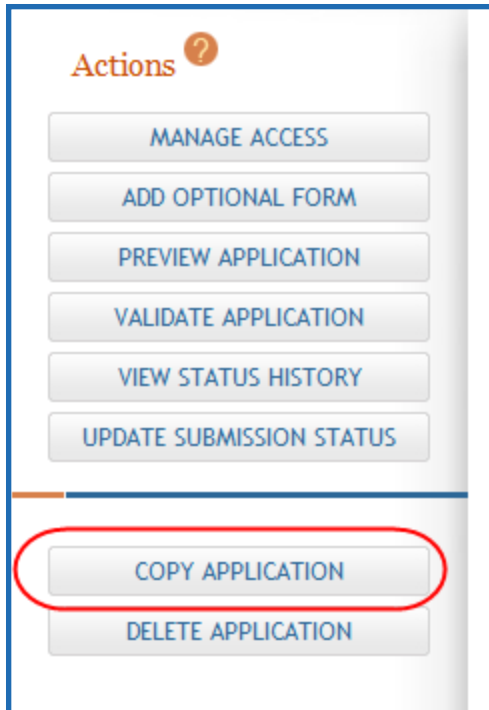 Actions ?
MANAGE ACCESS
ADD OPTIONAL FORM
PREVIEW APPLICATION
VALIDATE APPLICATION
VIEW STATUS HISTORY
UPDATE SUBMISSION STATUS
COPY APPLICATION
DELETE APPLICATION